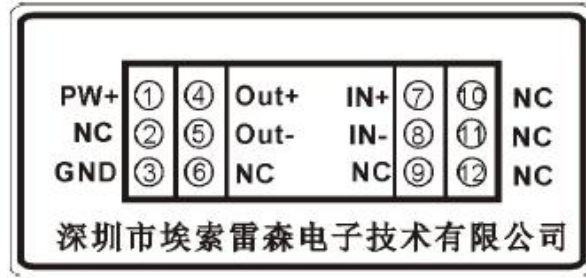 PW+ ① ④ Out+ IN+ ⑦ ⑩ NC
NC ② ⑤ Out- IN- ⑧ ⑪ NC
GND ③ ⑥ NC NC ⑨ ⑫ NC
深圳市埃索雷森电子技术有限公司